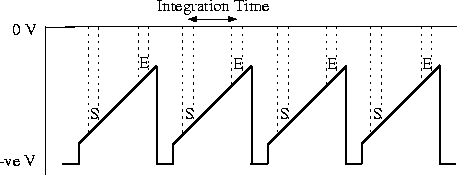 Integration Time
0 V
E E E E
S S S S
-ve V